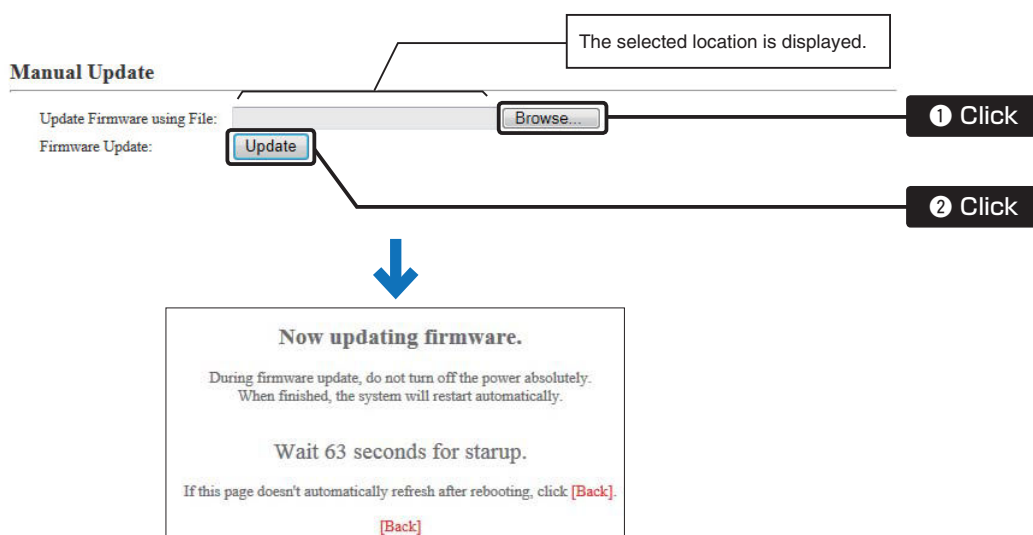 The selected location is displayed.
Manual Update
Update Firmware using File:
Browse...
❶ Click
Firmware Update:
Update
❷ Click
Now updating firmware.
During firmware update, do not turn off the power absolutely.
When finished, the system will restart automatically.
Wait 63 seconds for starup.
If this page doesn't automatically refresh after rebooting, click [Back].
[Back]